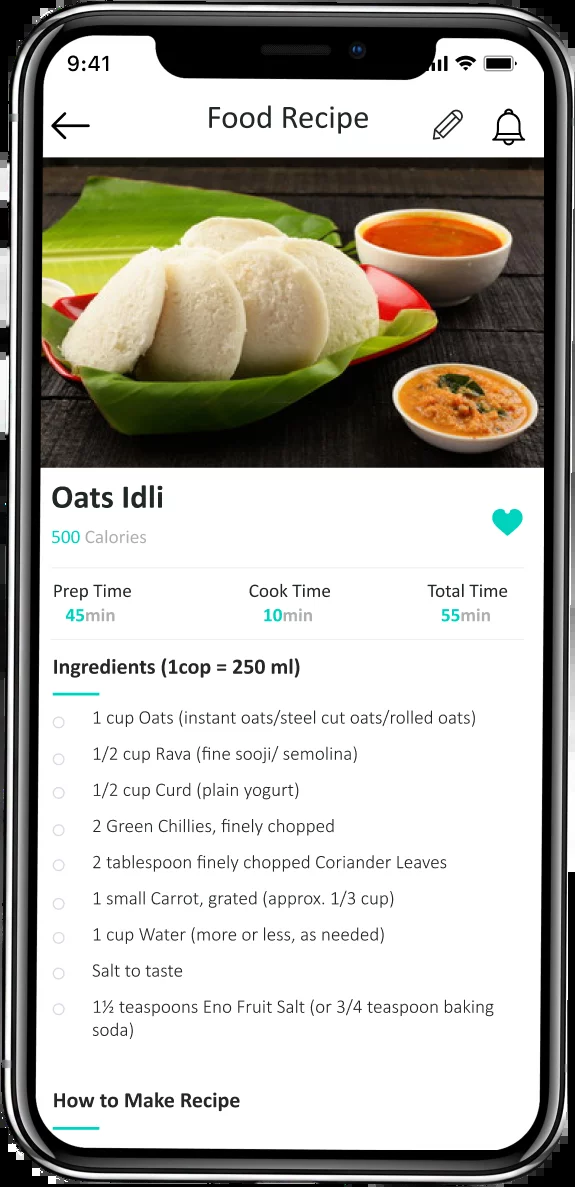 9:41
Food Recipe
Oats Idli
500 Calories
Prep Time Cook Time Total Time
45min 10min 55min
Ingredients (1cop = 250 ml)
1 cup Oats (instant oats/steel cut oats/rolled oats)
1/2 cup Rava (fine sooji/ semolina)
1/2 cup Curd (plain yogurt)
2 Green Chillies, finely chopped
2 tablespoon finely chopped Coriander Leaves
1 small Carrot, grated (approx. 1/3 cup)
1 cup Water (more or less, as needed)
Salt to taste
1½ teaspoons Eno Fruit Salt (or 3/4 teaspoon baking
soda)
How to Make Recipe